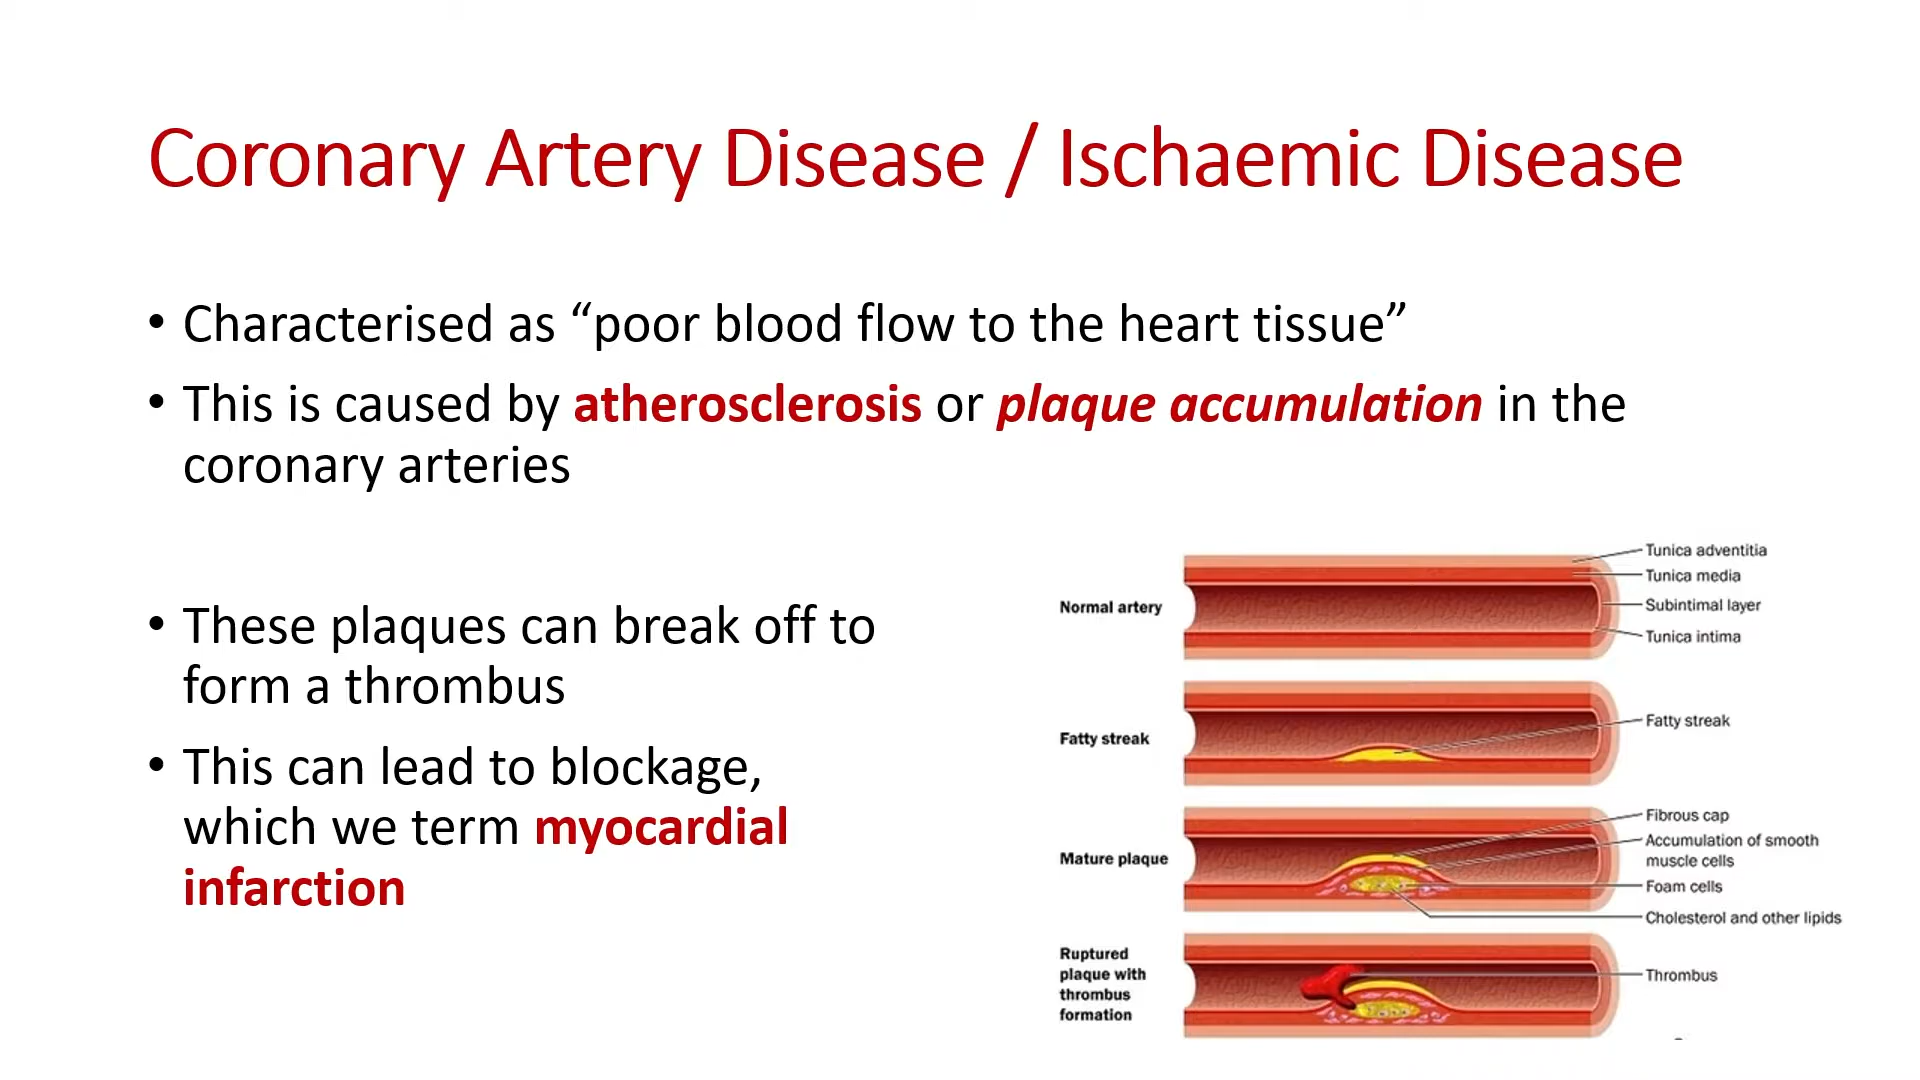 Coronary Artery Disease / Ischaemic Disease
• Characterised as “poor blood flow to the heart tissue”
• This is caused by atherosclerosis or plaque accumulation in the
coronary arteries
• These plaques can break off to
form a thrombus
• This can lead to blockage,
which we term myocardial
infarction
Normal artery
Tunica adventitia
Tunica media
Subintimal layer
Tunica intima
Fatty streak
Fatty streak
Mature plaque
Fibrous cap
Accumulation of smooth
muscle cells
Foam cells
Cholesterol and other lipids
Ruptured
plaque with
thrombus
formation
Thrombus